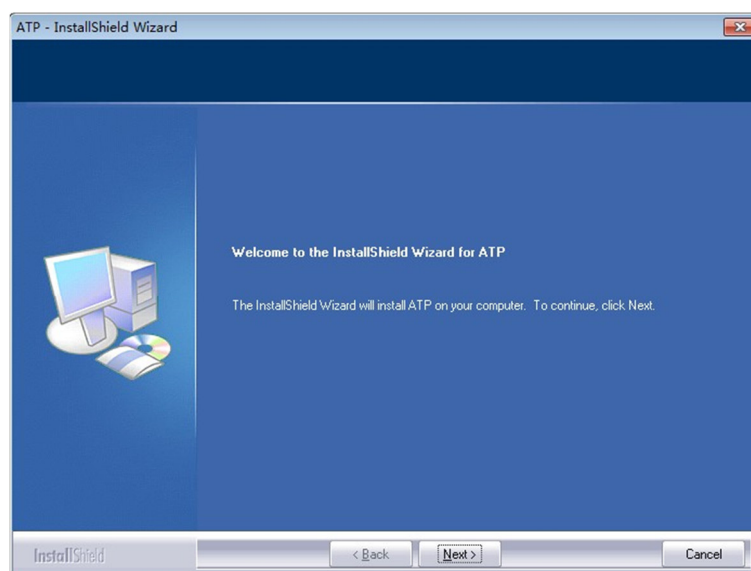 ATP - InstallShield Wizard
Welcome to the InstallShield Wizard for ATP
The InstallShield Wizard will install ATP on your computer. To continue, click Next.
InstallShield
< Back
Next >
Cancel